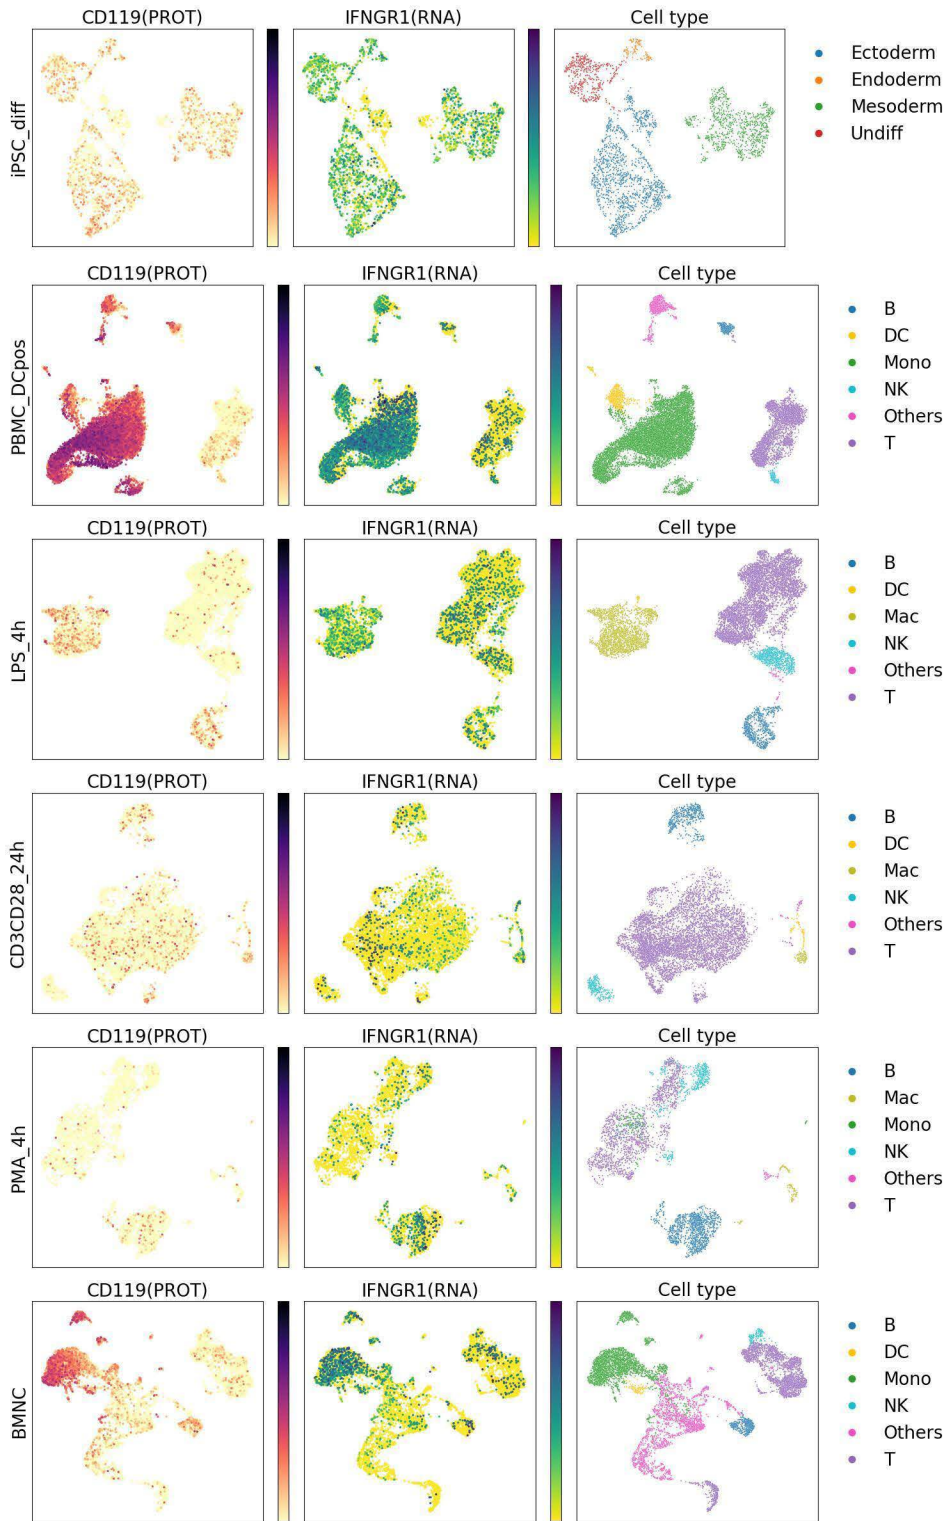 CD119(PROT) IFNGR1(RNA) Cell type
iPSC_diff
Ectoderm
Endoderm
Mesoderm
Undiff
CD119(PROT) IFNGR1(RNA) Cell type
PBMC_DCpos
B
DC
Mono
NK
Others
T
CD119(PROT) IFNGR1(RNA) Cell type
LPS_4h
B
DC
Mac
NK
Others
T
CD119(PROT) IFNGR1(RNA) Cell type
CD3CD28_24h
B
DC
Mac
NK
Others
T
CD119(PROT) IFNGR1(RNA) Cell type
PMA_4h
B
Mac
Mono
NK
Others
T
CD119(PROT) IFNGR1(RNA) Cell type
BMNC
B
DC
Mono
NK
Others
T